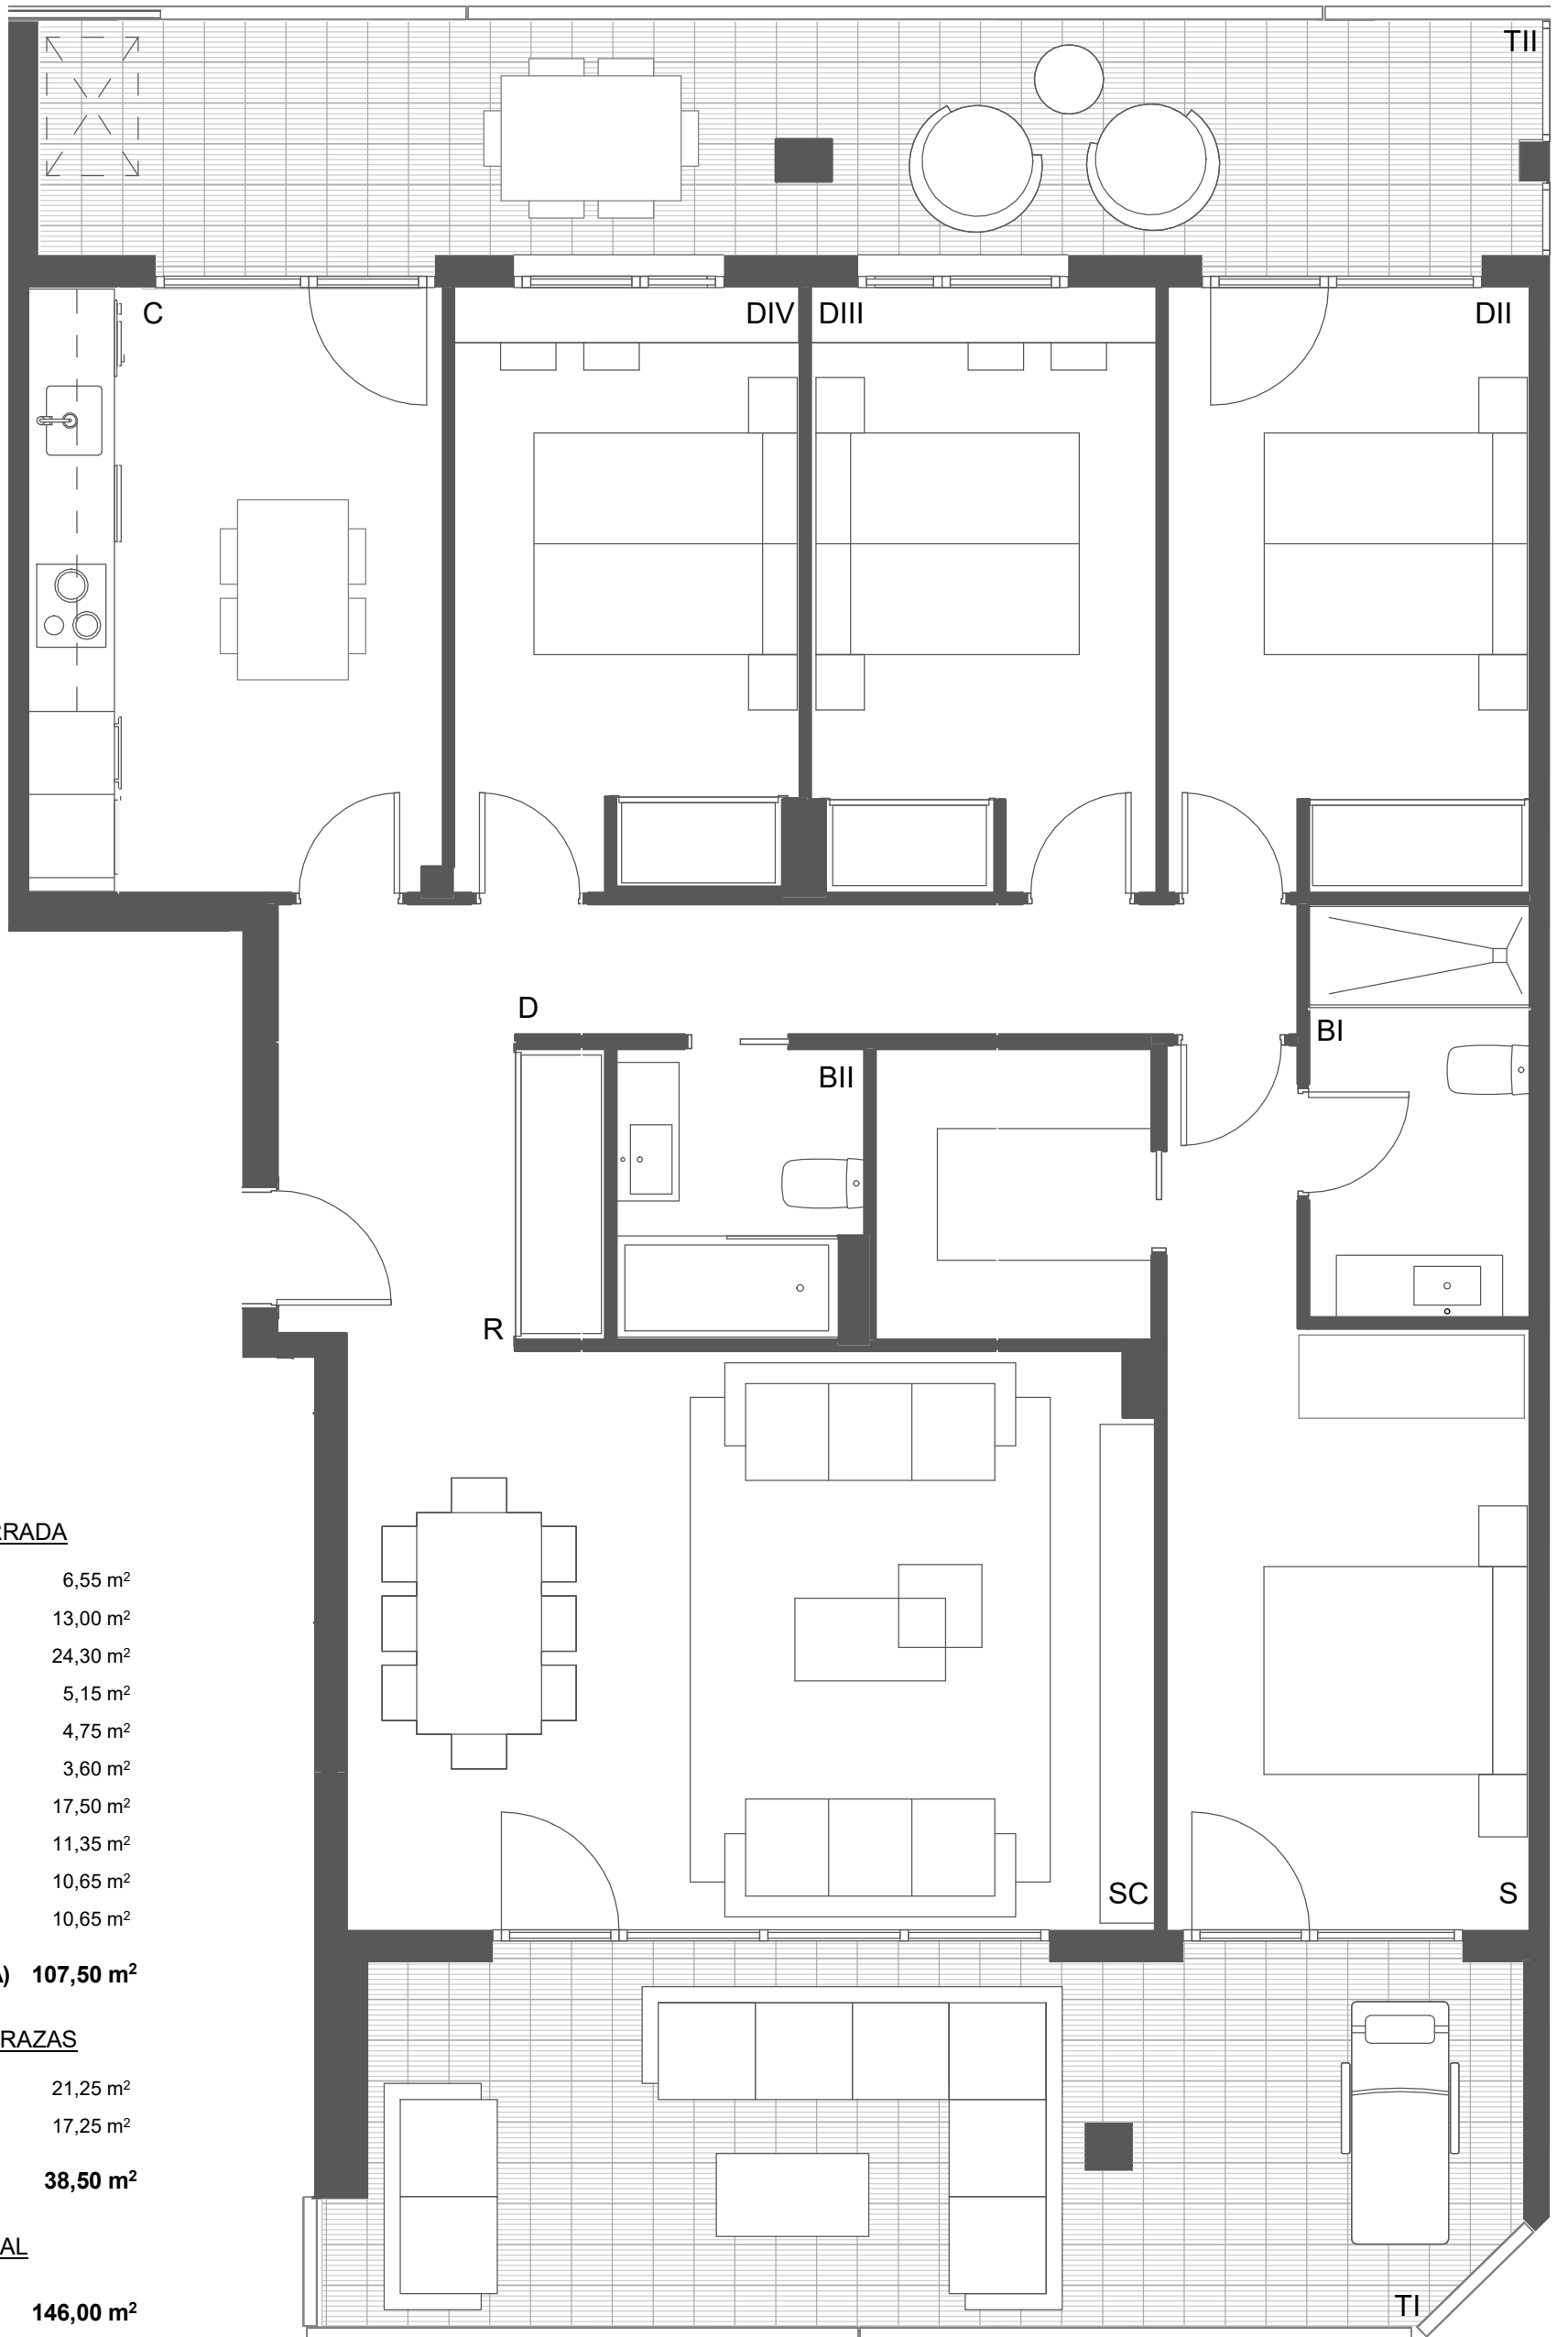 TII
C
DIV
DIII
DII
D
BI
BII
R
RRADA
6,55 m²
13,00 m²
24,30 m²
5,15 m²
4,75 m²
3,60 m²
17,50 m²
11,35 m²
10,65 m²
10,65 m²
SC
S
A) 107,50 m²
RAZAS
21,25 m²
17,25 m²
38,50 m²
AL
146,00 m²
TI